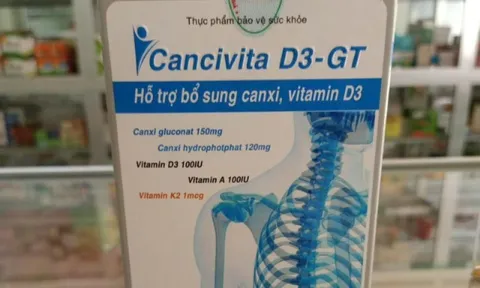 Thực phẩm bảo vệ sức khỏe
Cancivita D3-GT
Hỗ trợ bổ sung canxi, vitamin D3
Canxi gluconat 150mg
Canxi hydrophotphat 120mg
Vitamin D3 100IU
Vitamin A 100IU
Vitamin K2 1mcg